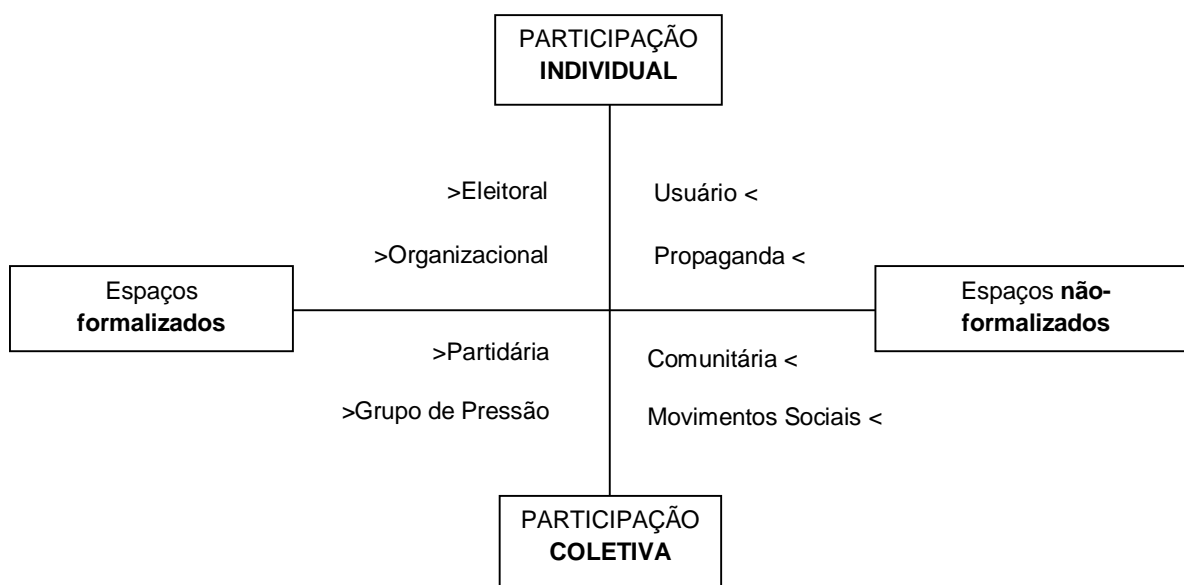 PARTICIPAÇÃO
INDIVIDUAL
>Eleitoral
Usuário <
>Organizacional
Propaganda <
Espaços
formalizados
Espaços não-
formalizados
>Partidária
Comunitária <
>Grupo de Pressão
Movimentos Sociais <
PARTICIPAÇÃO
COLETIVA